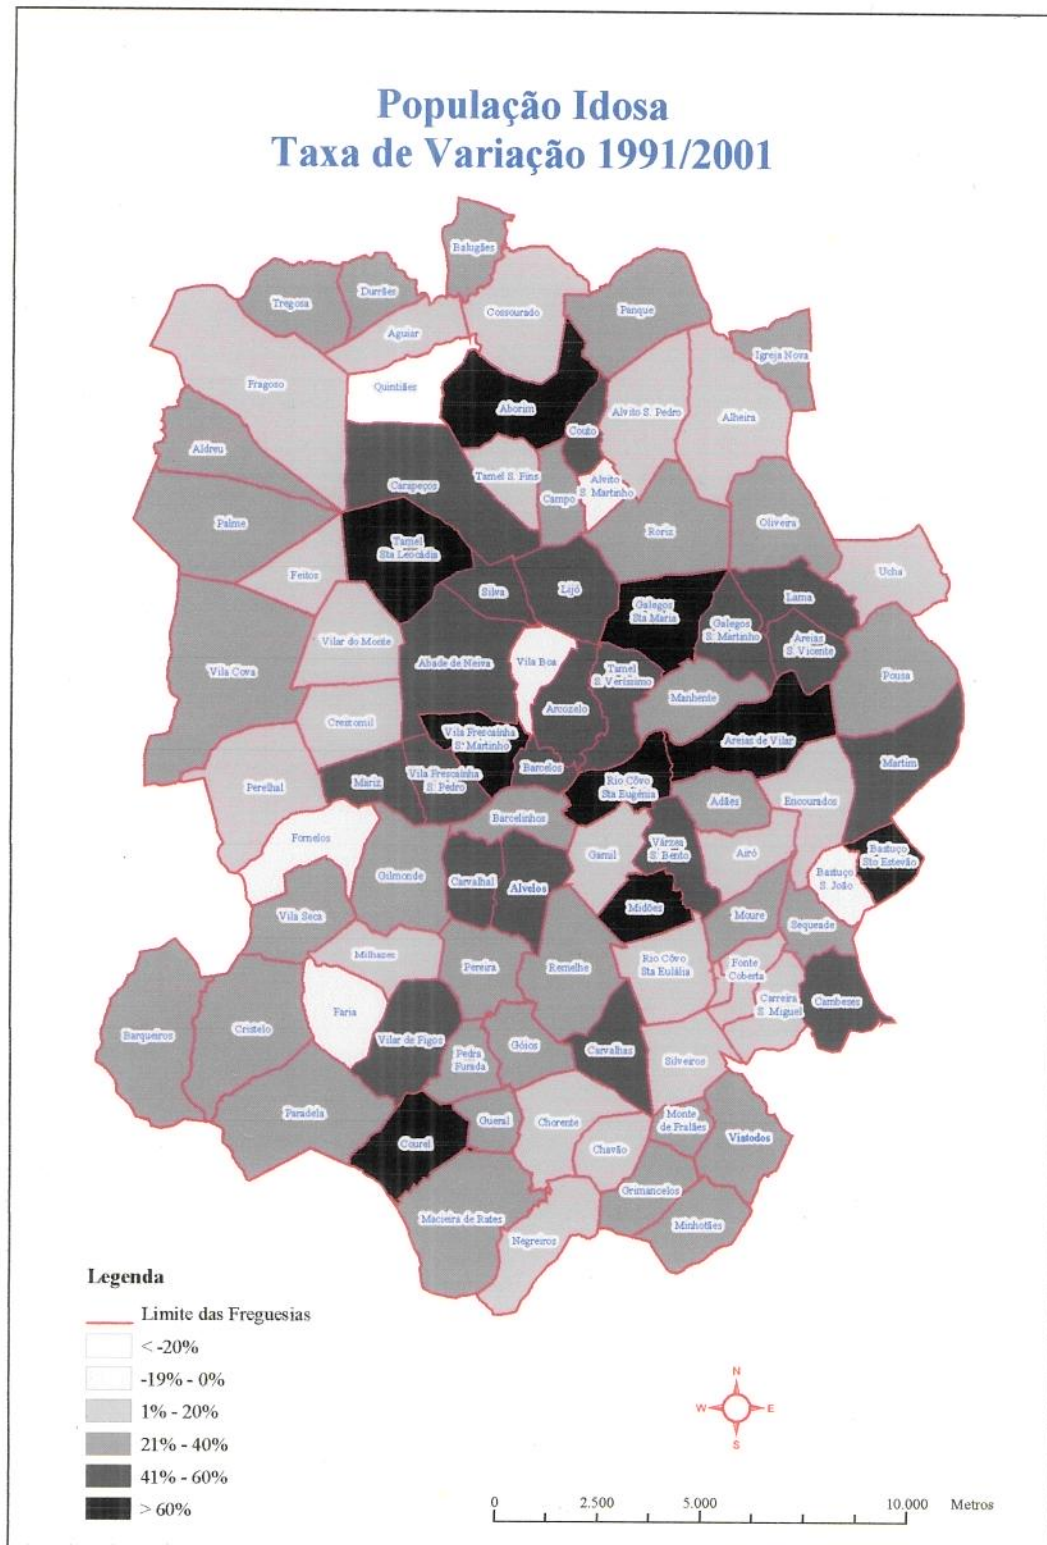 População Idosa
Taxa de Variação 1991/2001
Balugães
Tregosa
Durrães
Cossourado
Panque
Aguiar
Igreja Nova
Fragoso
Quintiães
Aborim
Alvito S. Pedro
Alheira
Couto
Aldreu
Carapeços
Tamel S. Fins
Alvito
S. Martinho
Campo
Palme
Roriz
Oliveira
Tamel
Sta Leocádia
Feitos
Ucha
Silva
Lijó
Lama
Galegos
Sta Maria
Galegos
S. Martinho
Areias
S. Vicente
Vilar do Monte
Vila Cova
Abade de Neiva
Vila Boa
Tamel
S. Veríssimo
Pousa
Manhente
Arcozelo
Crestomil
Vila Frescaínha
S. Martinho
Areias de Vilar
Martim
Barcelos
Perelhal
Mariz
Vila Frescaínha
S. Pedro
Rio Côvo
Sta Eugénia
Adães
Encourados
Barcelinhos
Fornelos
Gamil
Várzea
S. Bento
Airó
Bastuço
Sto Estevão
Bastuço
S. João
Gilmonde
Carvalhal
Alvelos
Midões
Moure
Vila Seca
Sequeade
Milhazes
Pereira
Remelhe
Rio Côvo
Sta Eulália
Fonte
Coberta
Carreira
S. Miguel
Cambeses
Faria
Barqueiros
Cristelo
Vilar de Figos
Pedra
Furada
Góios
Carvalhas
Silveiros
Paradela
Courel
Gueral
Chorente
Monte
de Fralães
Viatodos
Chavão
Grimancelos
Macieira de Rates
Minhotães
Negreiros
Legenda
Limite das Freguesias
< -20%
-19% - 0%
1% - 20%
21% - 40%
41% - 60%
> 60%
N
W
E
S
0
2.500
5.000
10.000
Metros